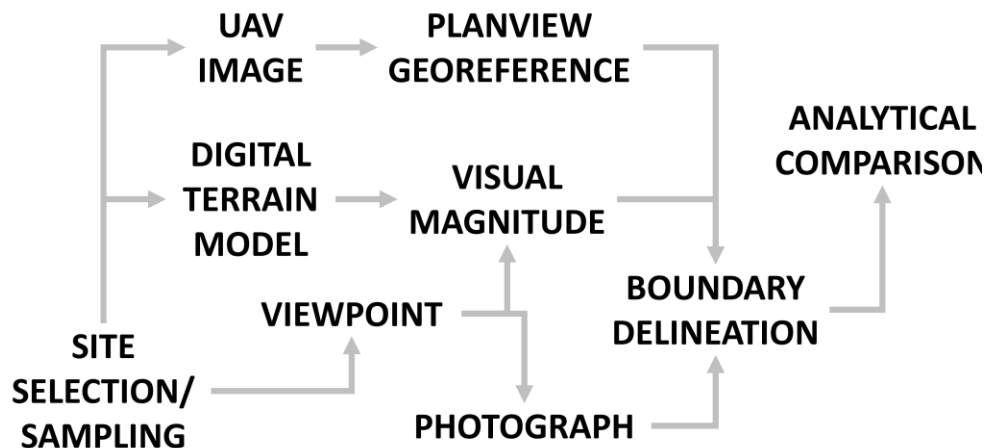 UAV
IMAGE
PLANVIEW
GEOREFERENCE
ANALYTICAL
COMPARISON
DIGITAL
TERRAIN
MODEL
VISUAL
MAGNITUDE
BOUNDARY
DELINEATION
VIEWPOINT
SITE
SELECTION/
SAMPLING
PHOTOGRAPH